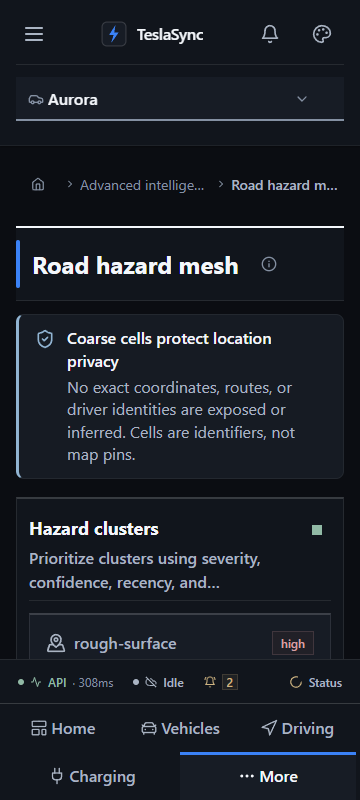 TeslaSync
Aurora
Advanced intellige... Road hazard m...
Road hazard mesh
Coarse cells protect location
privacy
No exact coordinates, routes, or
driver identities are exposed or
inferred. Cells are identifiers, not
map pins.
Hazard clusters
Prioritize clusters using severity,
confidence, recency, and...
rough-surface high
API · 308ms Idle 2 Status
Home Vehicles Driving
Charging More